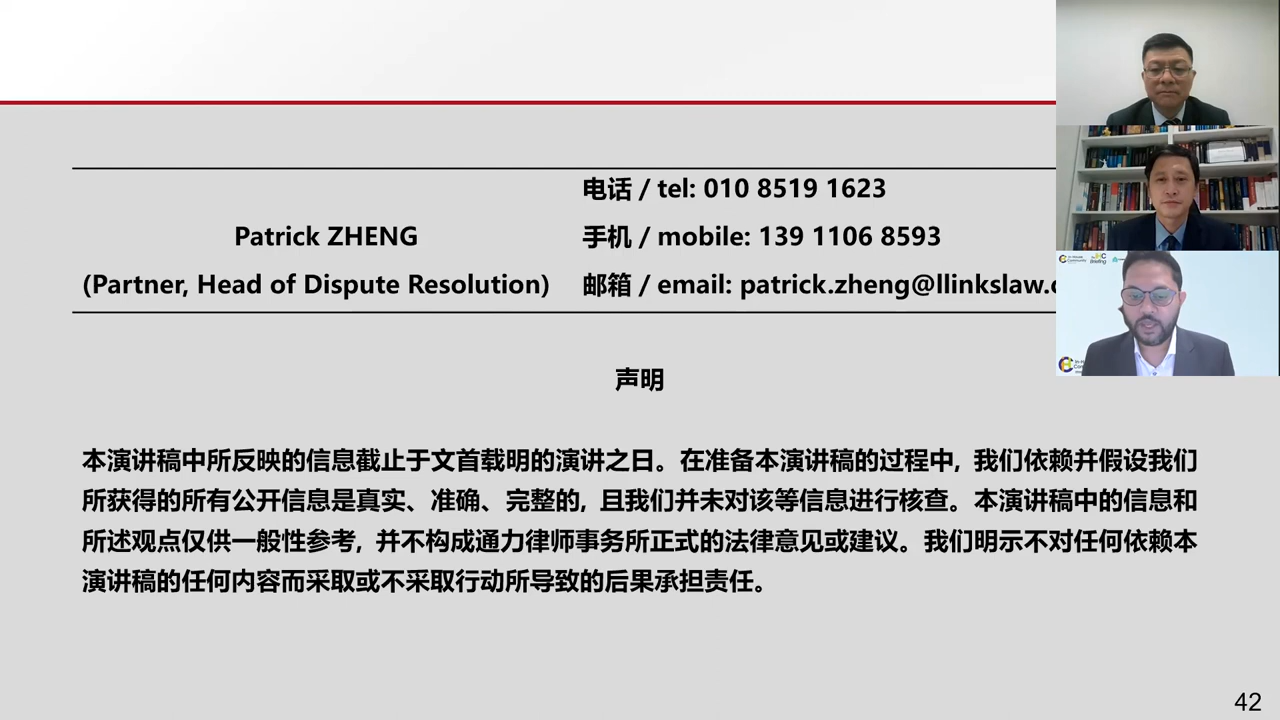 电话 / tel: 010 8519 1623
Patrick ZHENG
手机 / mobile: 139 1106 8593
(Partner, Head of Dispute Resolution)
邮箱 / email: patrick.zheng@llinkslaw.c
声明
本演讲稿中所反映的信息截止于文首载明的演讲之日。在准备本演讲稿的过程中, 我们依赖并假设我们
所获得的所有公开信息是真实、准确、完整的, 且我们并未对该等信息进行核查。本演讲稿中的信息和
所述观点仅供一般性参考, 并不构成通力律师事务所正式的法律意见或建议。我们明示不对任何依赖本
演讲稿的任何内容而采取或不采取行动所导致的后果承担责任。
42